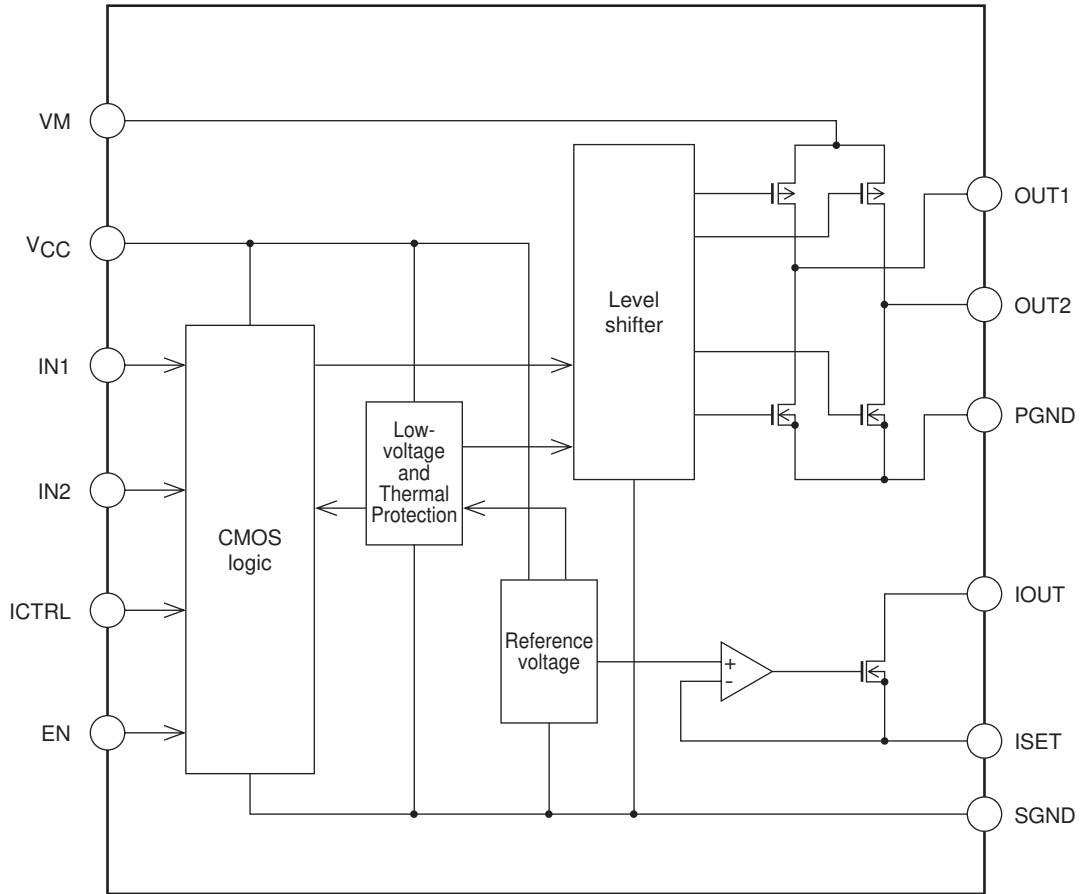 VM
VCC
IN1
IN2
ICTRL
EN
CMOS
logic
Low-
voltage
and
Thermal
Protection
Reference
voltage
Level
shifter
+
-
OUT1
OUT2
PGND
IOUT
ISET
SGND